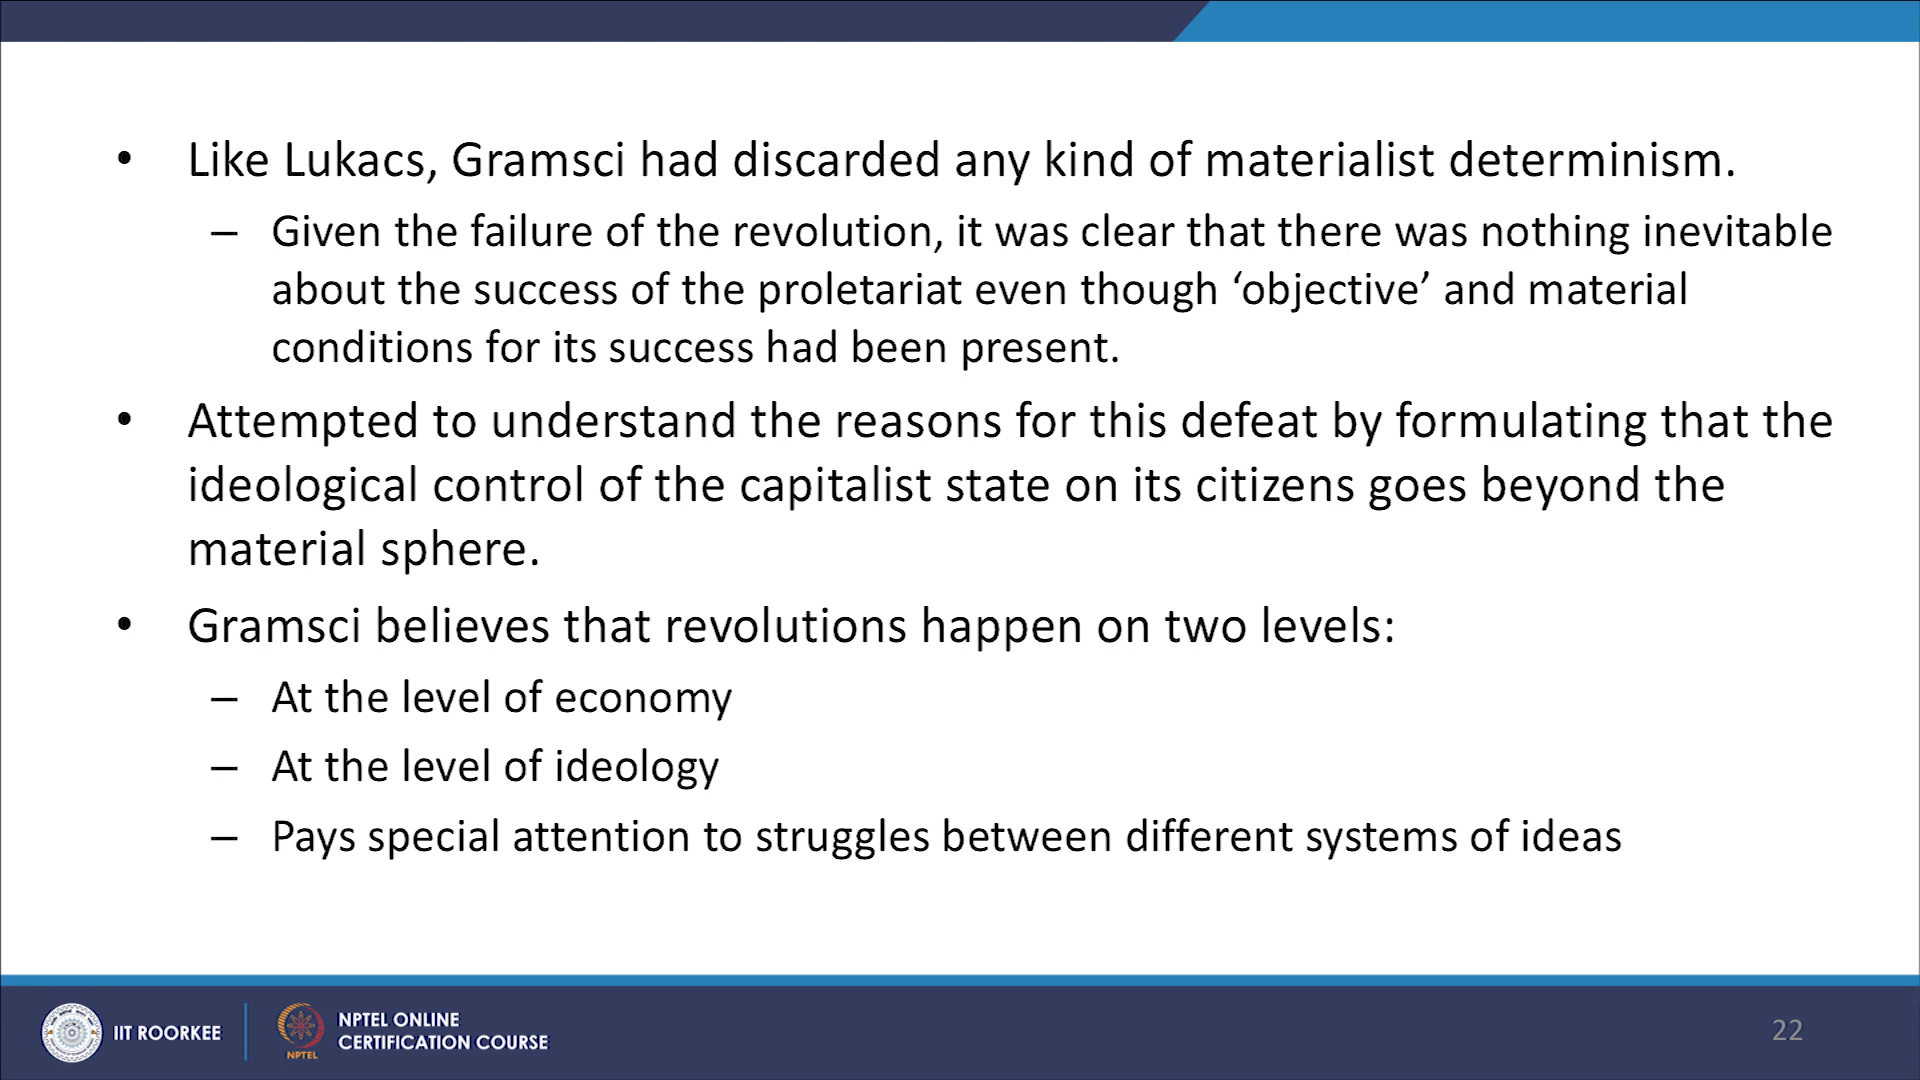 • Like Lukacs, Gramsci had discarded any kind of materialist determinism.
– Given the failure of the revolution, it was clear that there was nothing inevitable
about the success of the proletariat even though ‘objective’ and material
conditions for its success had been present.
• Attempted to understand the reasons for this defeat by formulating that the
ideological control of the capitalist state on its citizens goes beyond the
material sphere.
• Gramsci believes that revolutions happen on two levels:
– At the level of economy
– At the level of ideology
– Pays special attention to struggles between different systems of ideas
IIT ROORKEE
NPTEL
NPTEL ONLINE
CERTIFICATION COURSE
22